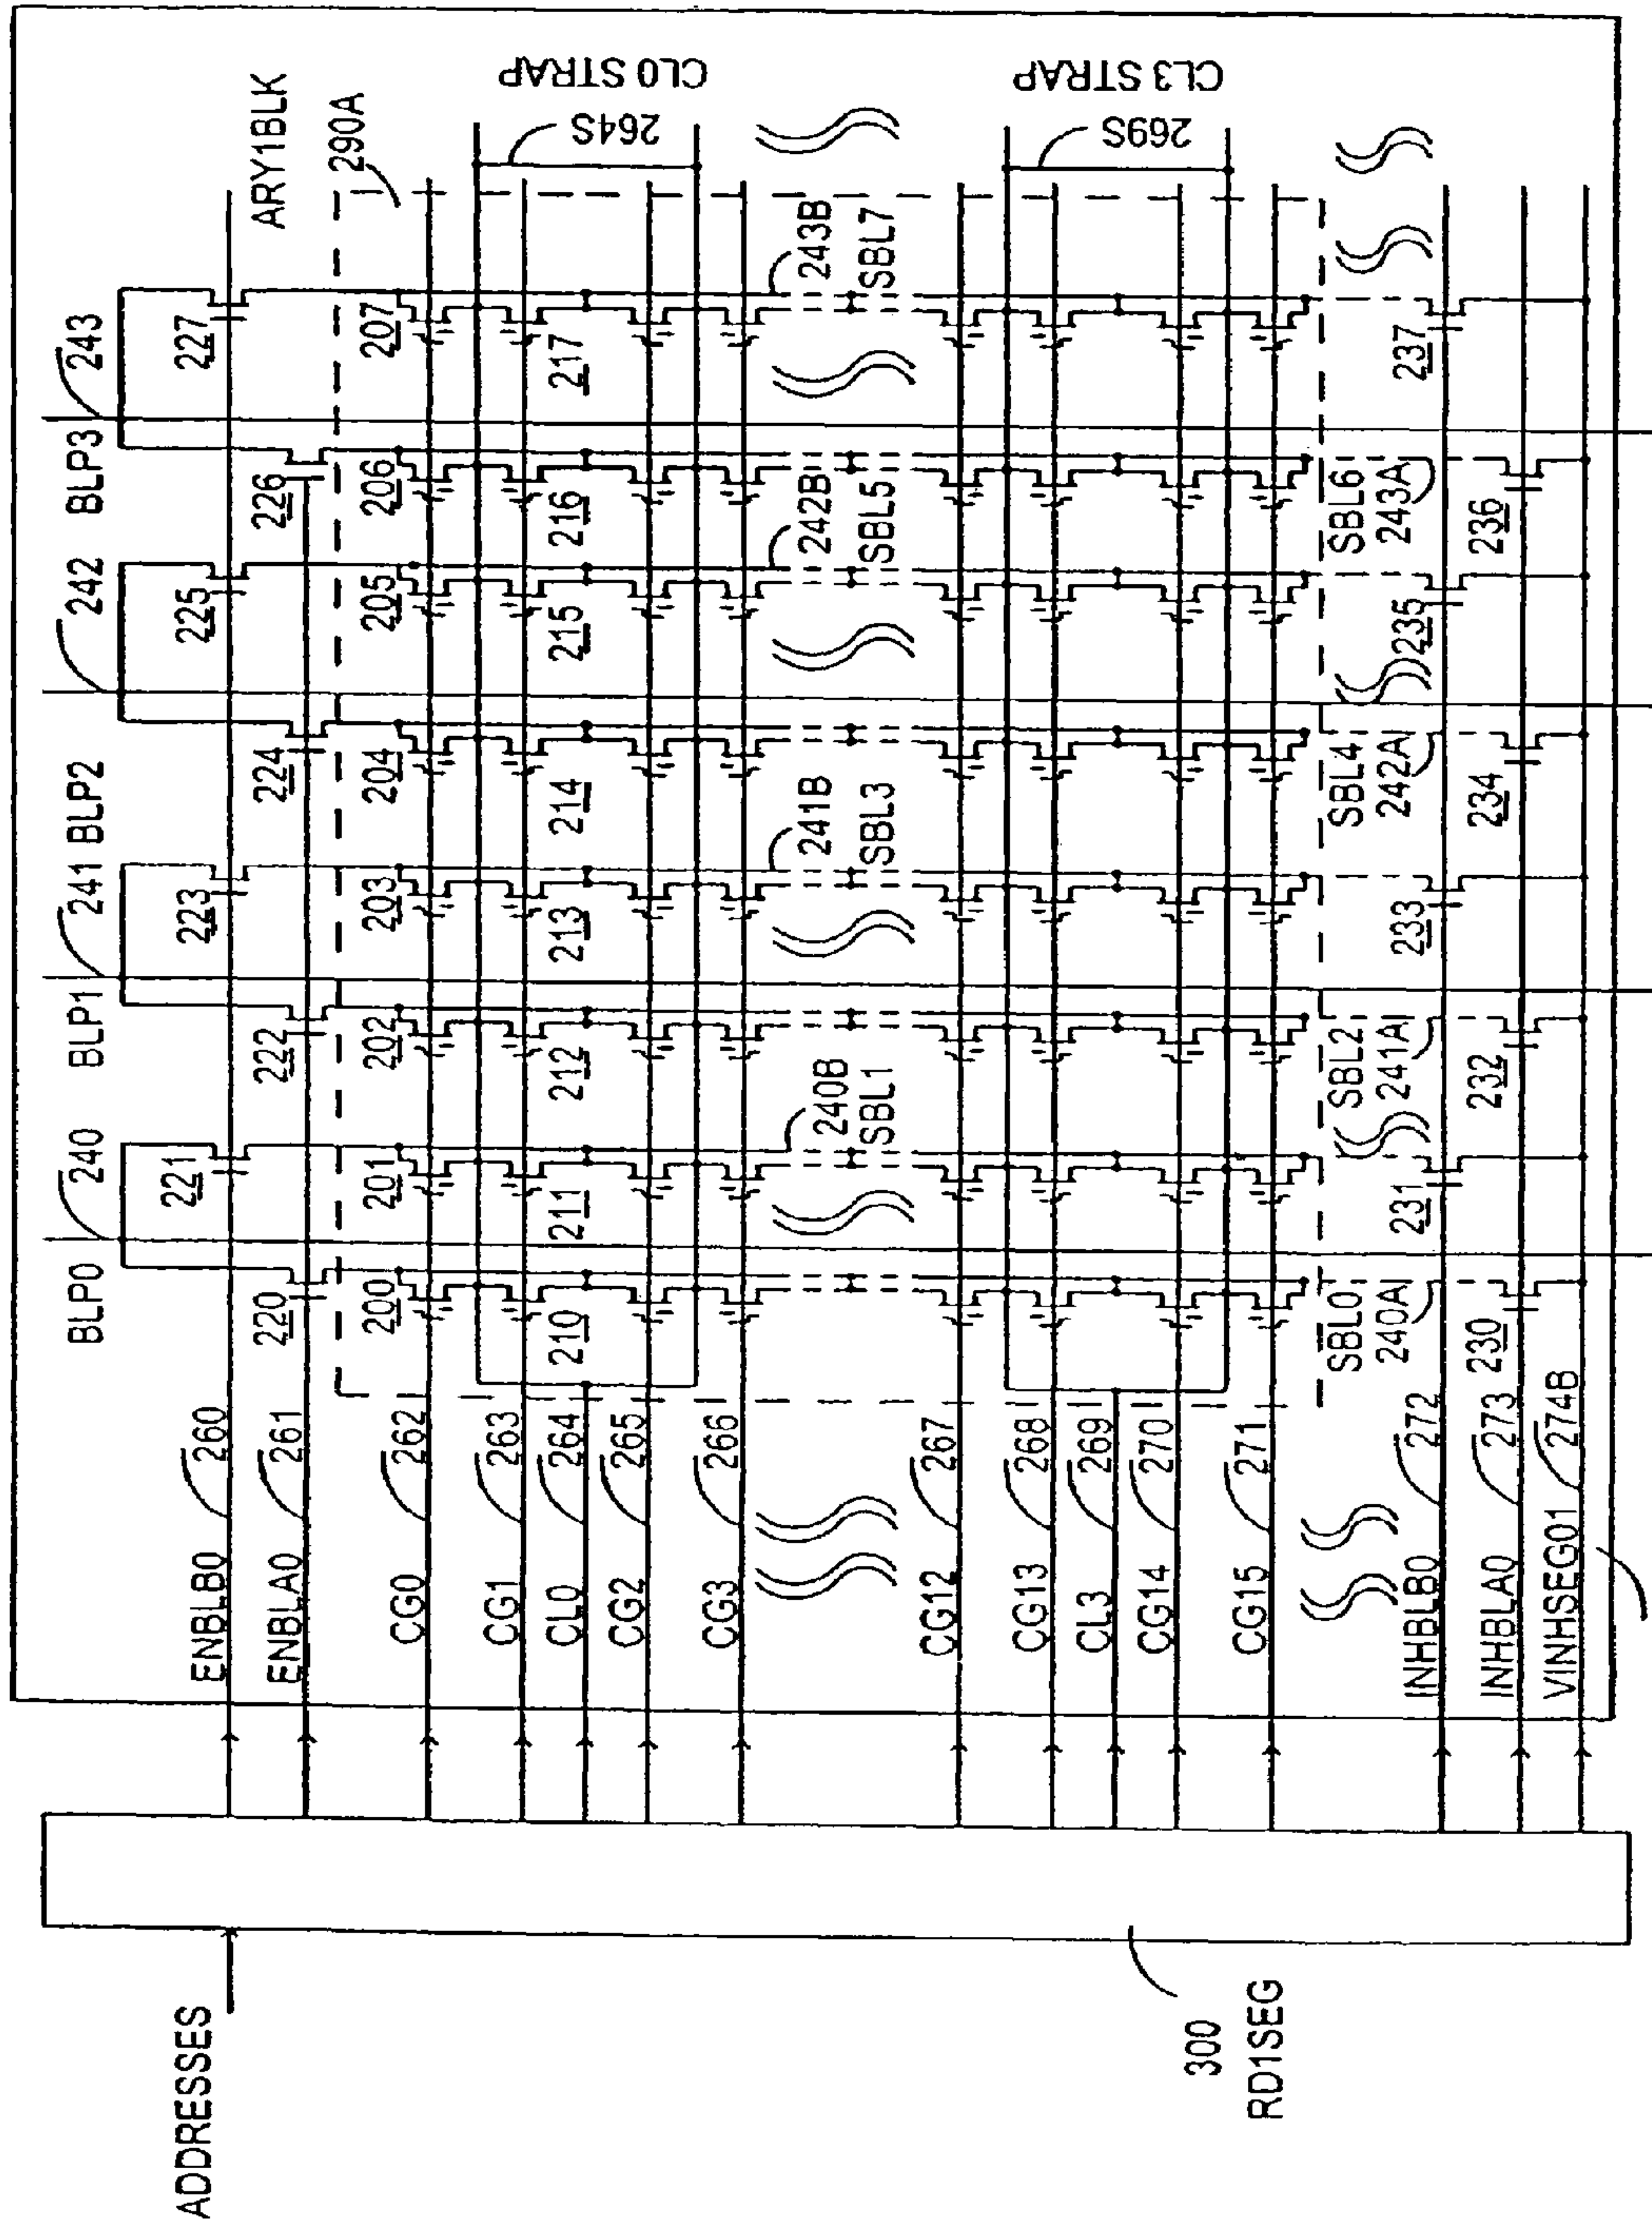 BLP0
240
BLP1
241
BLP2
242
BLP3
243
221
223
225
227
ENBLB0
260
220
222
224
226
ARY1BLK
ENBLA0
261
290A
200
201
202
203
204
205
206
207
CG0
262
CG1
263
CL0
264
210
211
212
213
214
215
216
217
CL0 STRAP
264S
CG2
265
CG3
266
240B
SBL1
241B
SBL3
242B
SBL5
243B
SBL7
CG12
267
CG13
268
CL3
269
CL3 STRAP
269S
CG14
270
CG15
271
SBL0
240A
SBL2
241A
SBL4
242A
SBL6
243A
231
233
235
237
INHBLB0
272
230
232
234
236
INHBLA0
273
VINHSEG01
274B
ADDRESSES
300
RD1SEG